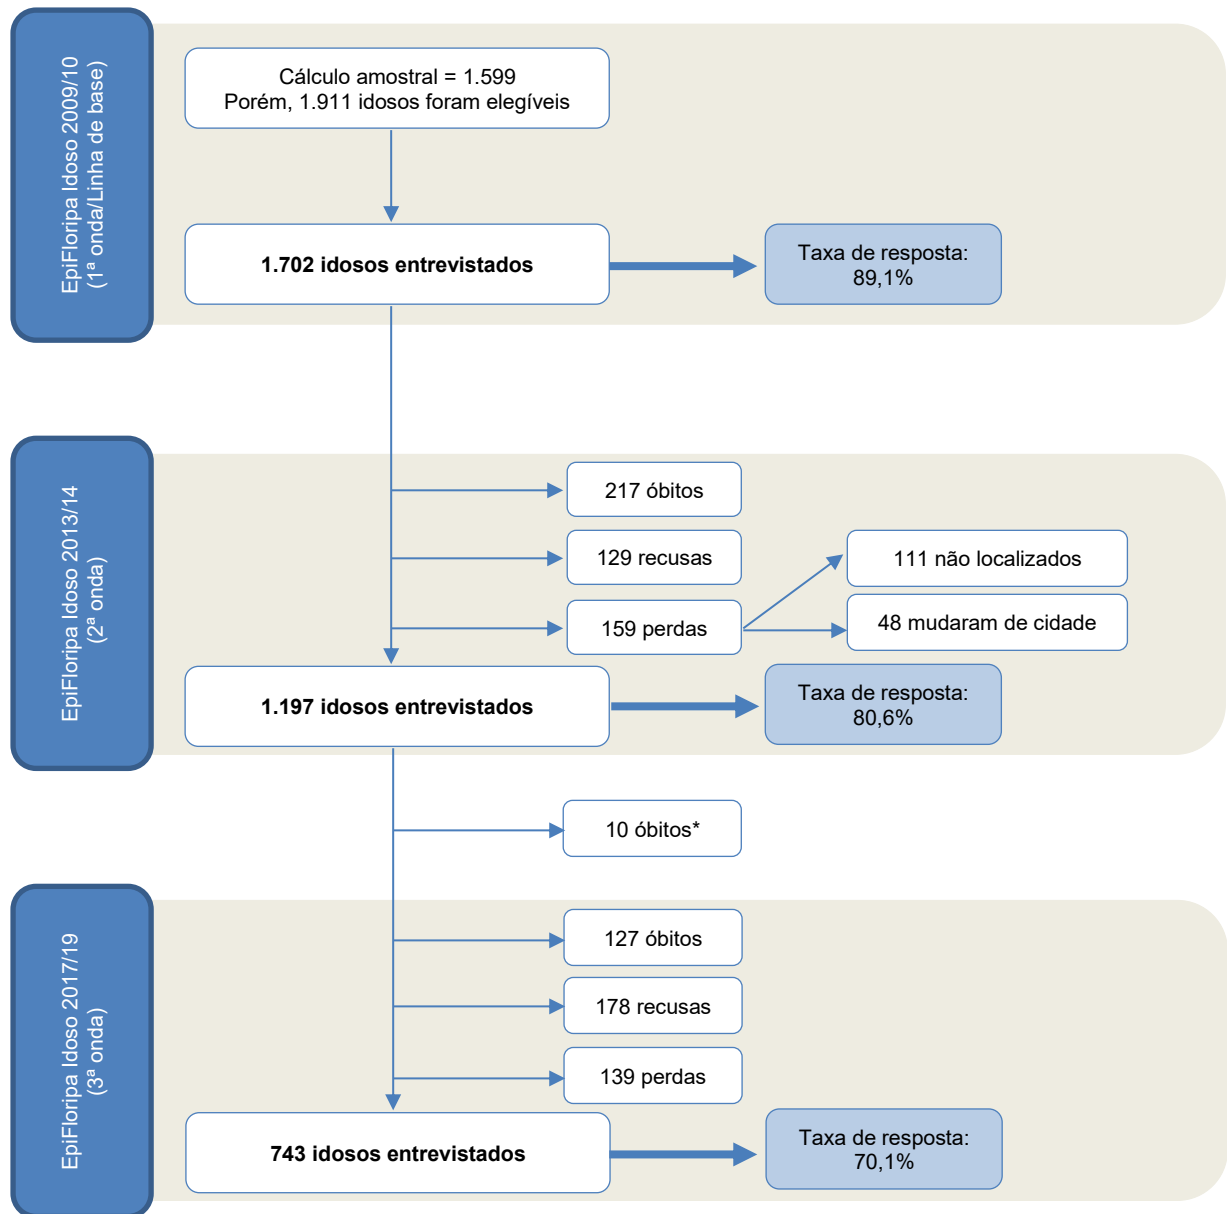 EpiFloripa Idoso 2009/10
(1ª onda/Linha de base)
Cálculo amostral = 1.599
Porém, 1.911 idosos foram elegíveis
1.702 idosos entrevistados
Taxa de resposta:
89,1%
EpiFloripa Idoso 2013/14
(2ª onda)
217 óbitos
129 recusas
159 perdas
111 não localizados
48 mudaram de cidade
1.197 idosos entrevistados
Taxa de resposta:
80,6%
10 óbitos*
EpiFloripa Idoso 2017/19
(3ª onda)
127 óbitos
178 recusas
139 perdas
743 idosos entrevistados
Taxa de resposta:
70,1%